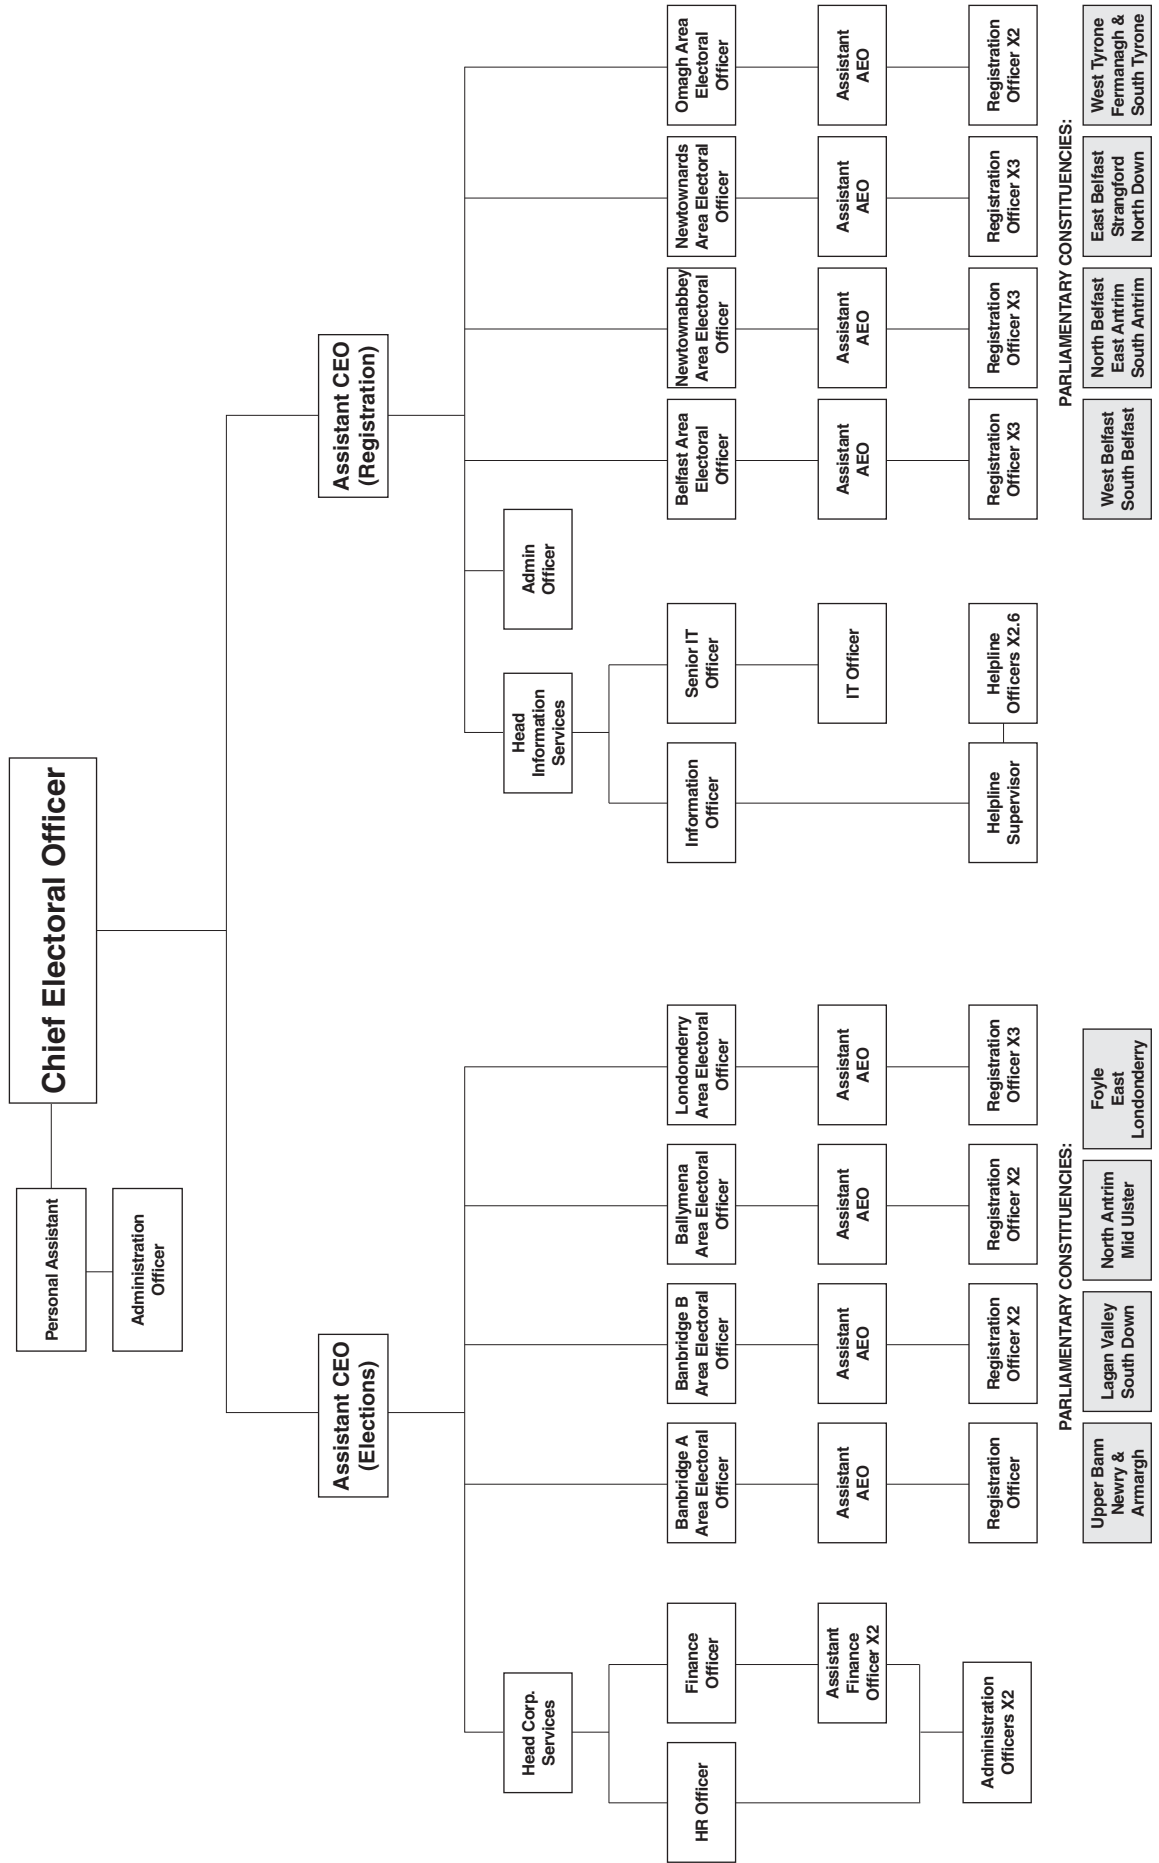 Chief Electoral Officer
Personal Assistant
Administration
Officer
Assistant CEO
(Elections)
Assistant CEO
(Registration)
Head Corp.
Services
Head
Information
Services
Admin
Officer
HR Officer
Finance
Officer
Banbridge A
Area Electoral
Officer
Banbridge B
Area Electoral
Officer
Ballymena
Area Electoral
Officer
Londonderry
Area Electoral
Officer
Information
Officer
Senior IT
Officer
Belfast Area
Electoral
Officer
Newtownabbey
Area Electoral
Officer
Newtownards
Area Electoral
Officer
Omagh Area
Electoral
Officer
Assistant
Finance
Officer X2
Assistant
AEO
Assistant
AEO
Assistant
AEO
Assistant
AEO
IT Officer
Assistant
AEO
Assistant
AEO
Assistant
AEO
Assistant
AEO
Administration
Officers X2
Registration
Officer
Registration
Officer X2
Registration
Officer X2
Registration
Officer X3
Helpline
Supervisor
Helpline
Officers X2.6
Registration
Officer X3
Registration
Officer X3
Registration
Officer X3
Registration
Officer X2
PARLIAMENTARY CONSTITUENCIES:
PARLIAMENTARY CONSTITUENCIES:
Upper Bann
Newry &
Armargh
Lagan Valley
South Down
North Antrim
Mid Ulster
Foyle
East
Londonderry
West Belfast
South Belfast
North Belfast
East Antrim
South Antrim
East Belfast
Strangford
North Down
West Tyrone
Fermanagh &
South Tyrone